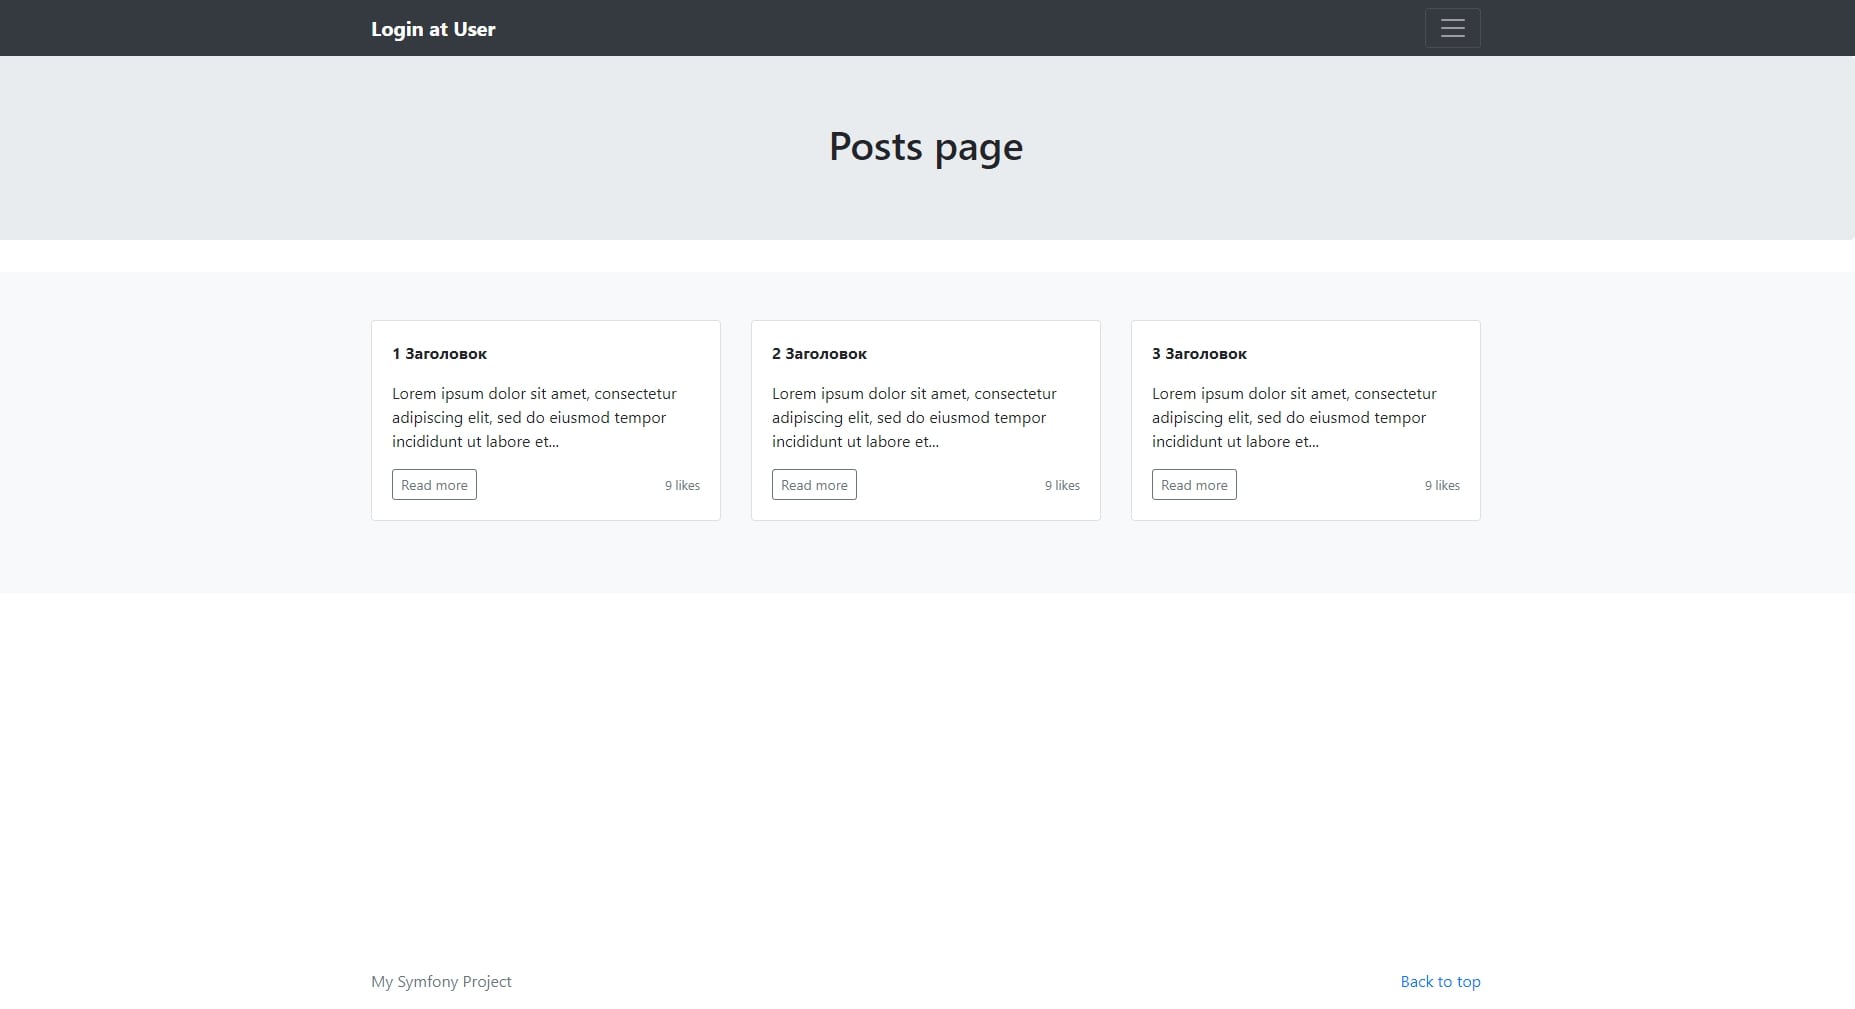 Login at User
Posts page
1 Заголовок
Lorem ipsum dolor sit amet, consectetur
adipiscing elit, sed do eiusmod tempor
incididunt ut labore et...
Read more
9 likes
2 Заголовок
Lorem ipsum dolor sit amet, consectetur
adipiscing elit, sed do eiusmod tempor
incididunt ut labore et...
Read more
9 likes
3 Заголовок
Lorem ipsum dolor sit amet, consectetur
adipiscing elit, sed do eiusmod tempor
incididunt ut labore et...
Read more
9 likes
My Symfony Project
Back to top